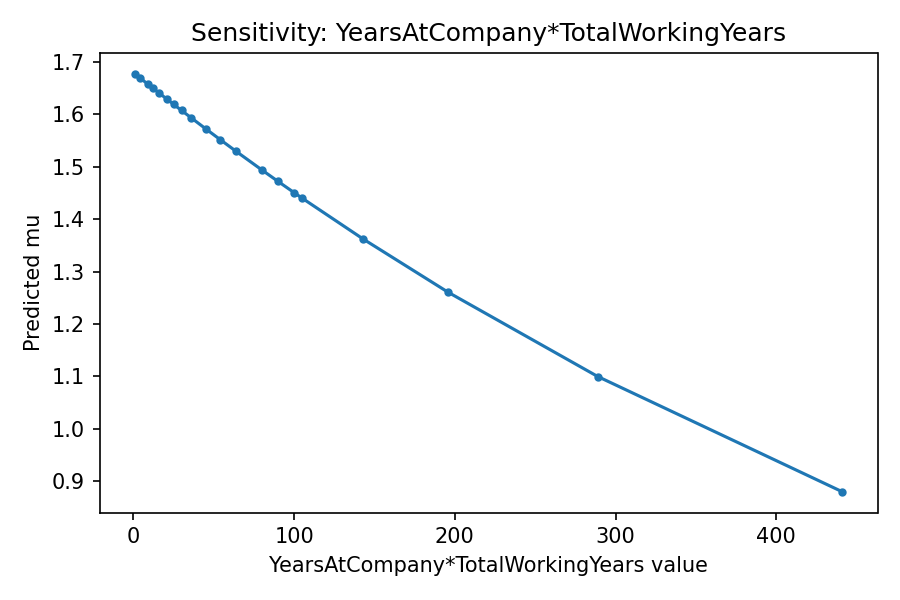 Sensitivity: YearsAtCompany*TotalWorkingYears
Predicted mu
1.7
1.6
1.5
1.4
1.3
1.2
1.1
1.0
0.9
0 100 200 300 400
YearsAtCompany*TotalWorkingYears value